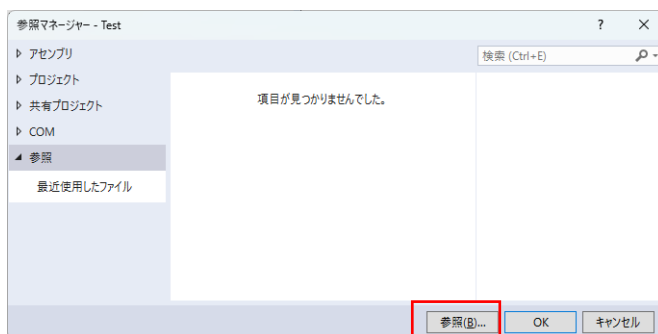 参照マネージャー - Test
? ×
▷ アセンブリ
検索 (Ctrl+E)
▷ プロジェクト
▷ 共有プロジェクト
項目が見つかりませんでした。
▷ COM
◢ 参照
最近使用したファイル
参照(B)...
OK
キャンセル